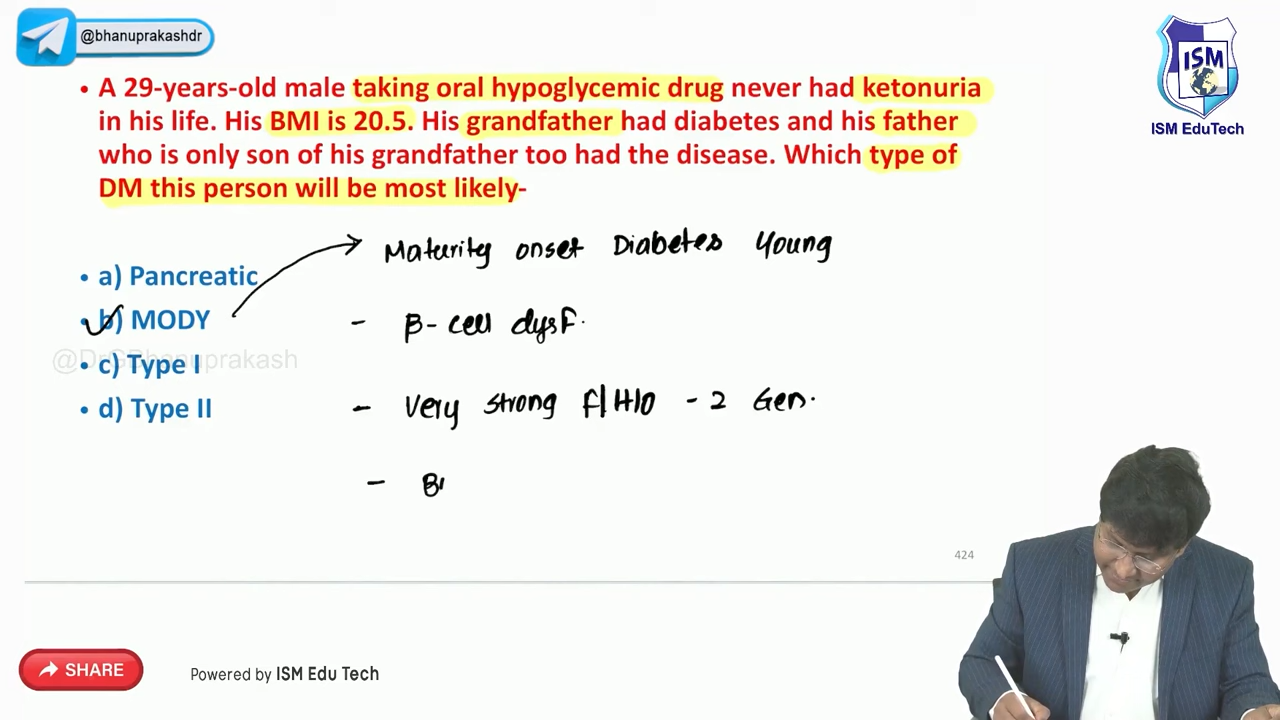 @bhanuprakashdr
ISM
ISM EduTech
• A 29-years-old male taking oral hypoglycemic drug never had ketonuria
in his life. His BMI is 20.5. His grandfather had diabetes and his father
who is only son of his grandfather too had the disease. Which type of
DM this person will be most likely-
Maturity onset Diabetes Young
• a) Pancreatic
• b) MODY
- β-cell dysf.
@DrGBhanuprakash
• c) Type I
• d) Type II
- Very strong F/H/O - 2 Gen.
-
424
SHARE
Powered by ISM Edu Tech